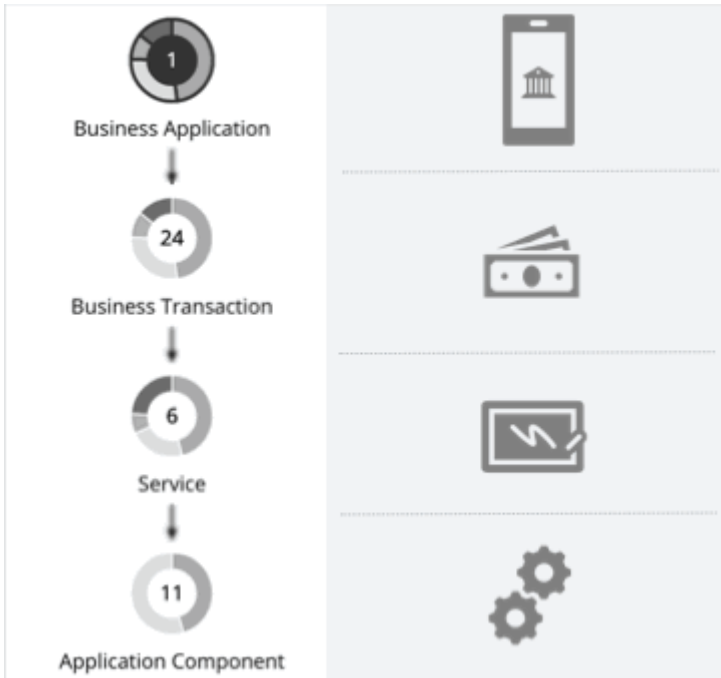 1
Business Application
24
Business Transaction
6
Service
11
Application Component